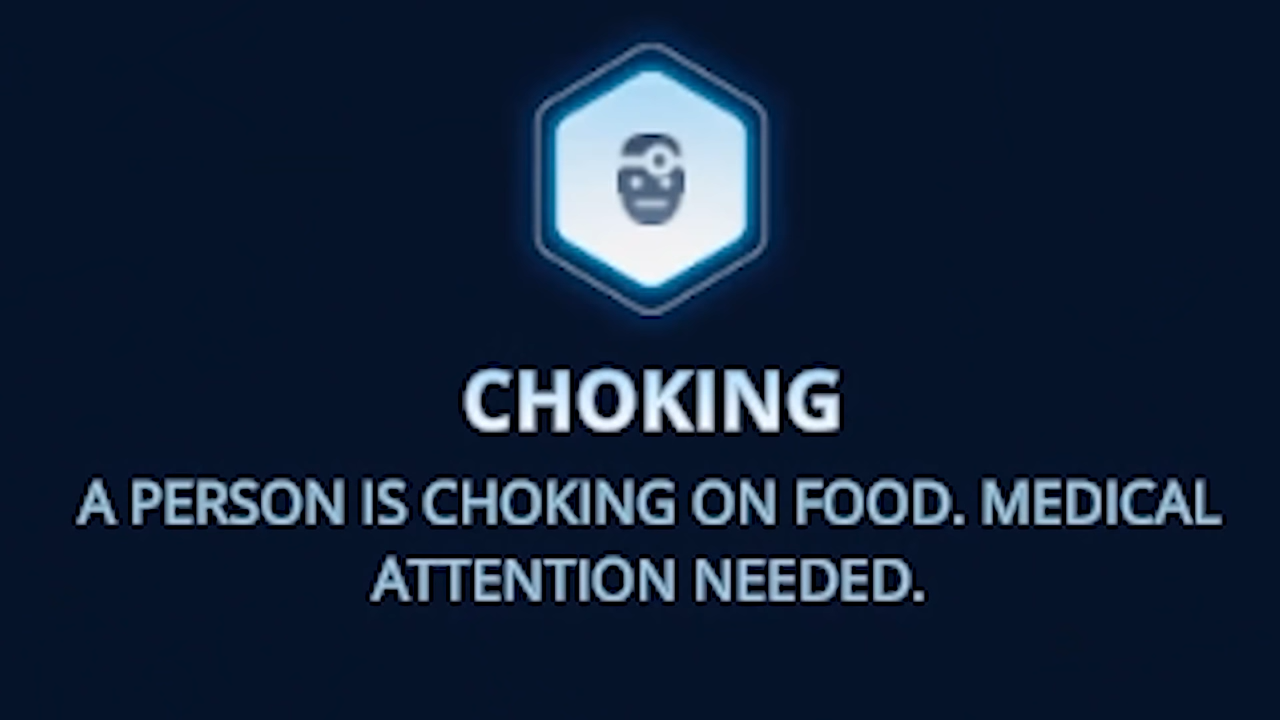 CHOKING
A PERSON IS CHOKING ON FOOD. MEDICAL
ATTENTION NEEDED.